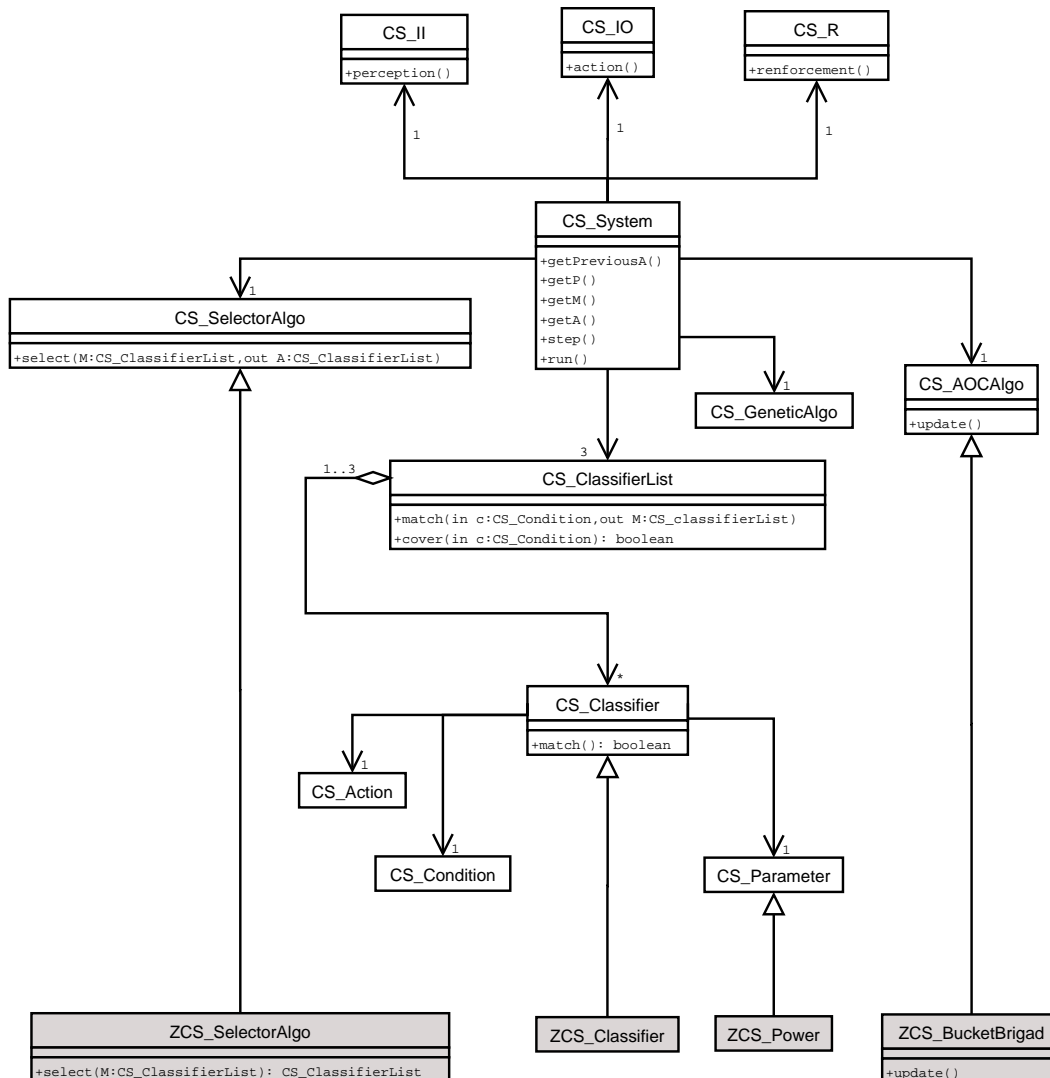 CS_II
+perception()
CS_IO
+action()
CS_R
+renforcement()
1
1
1
CS_System
+getPreviousA()
+getP()
+getM()
+getA()
+step()
+run()
1
CS_SelectorAlgo
+select(M:CS_ClassifierList,out A:CS_ClassifierList)
1
CS_GeneticAlgo
1
CS_AOCAlgo
+update()
3
1..3
CS_ClassifierList
+match(in c:CS_Condition,out M:CS_classifierList)
+cover(in c:CS_Condition): boolean
*
CS_Classifier
+match(): boolean
1
CS_Action
1
CS_Condition
1
CS_Parameter
ZCS_SelectorAlgo
+select(M:CS_ClassifierList): CS_ClassifierList
ZCS_Classifier
ZCS_Power
ZCS_BucketBrigad
+update()